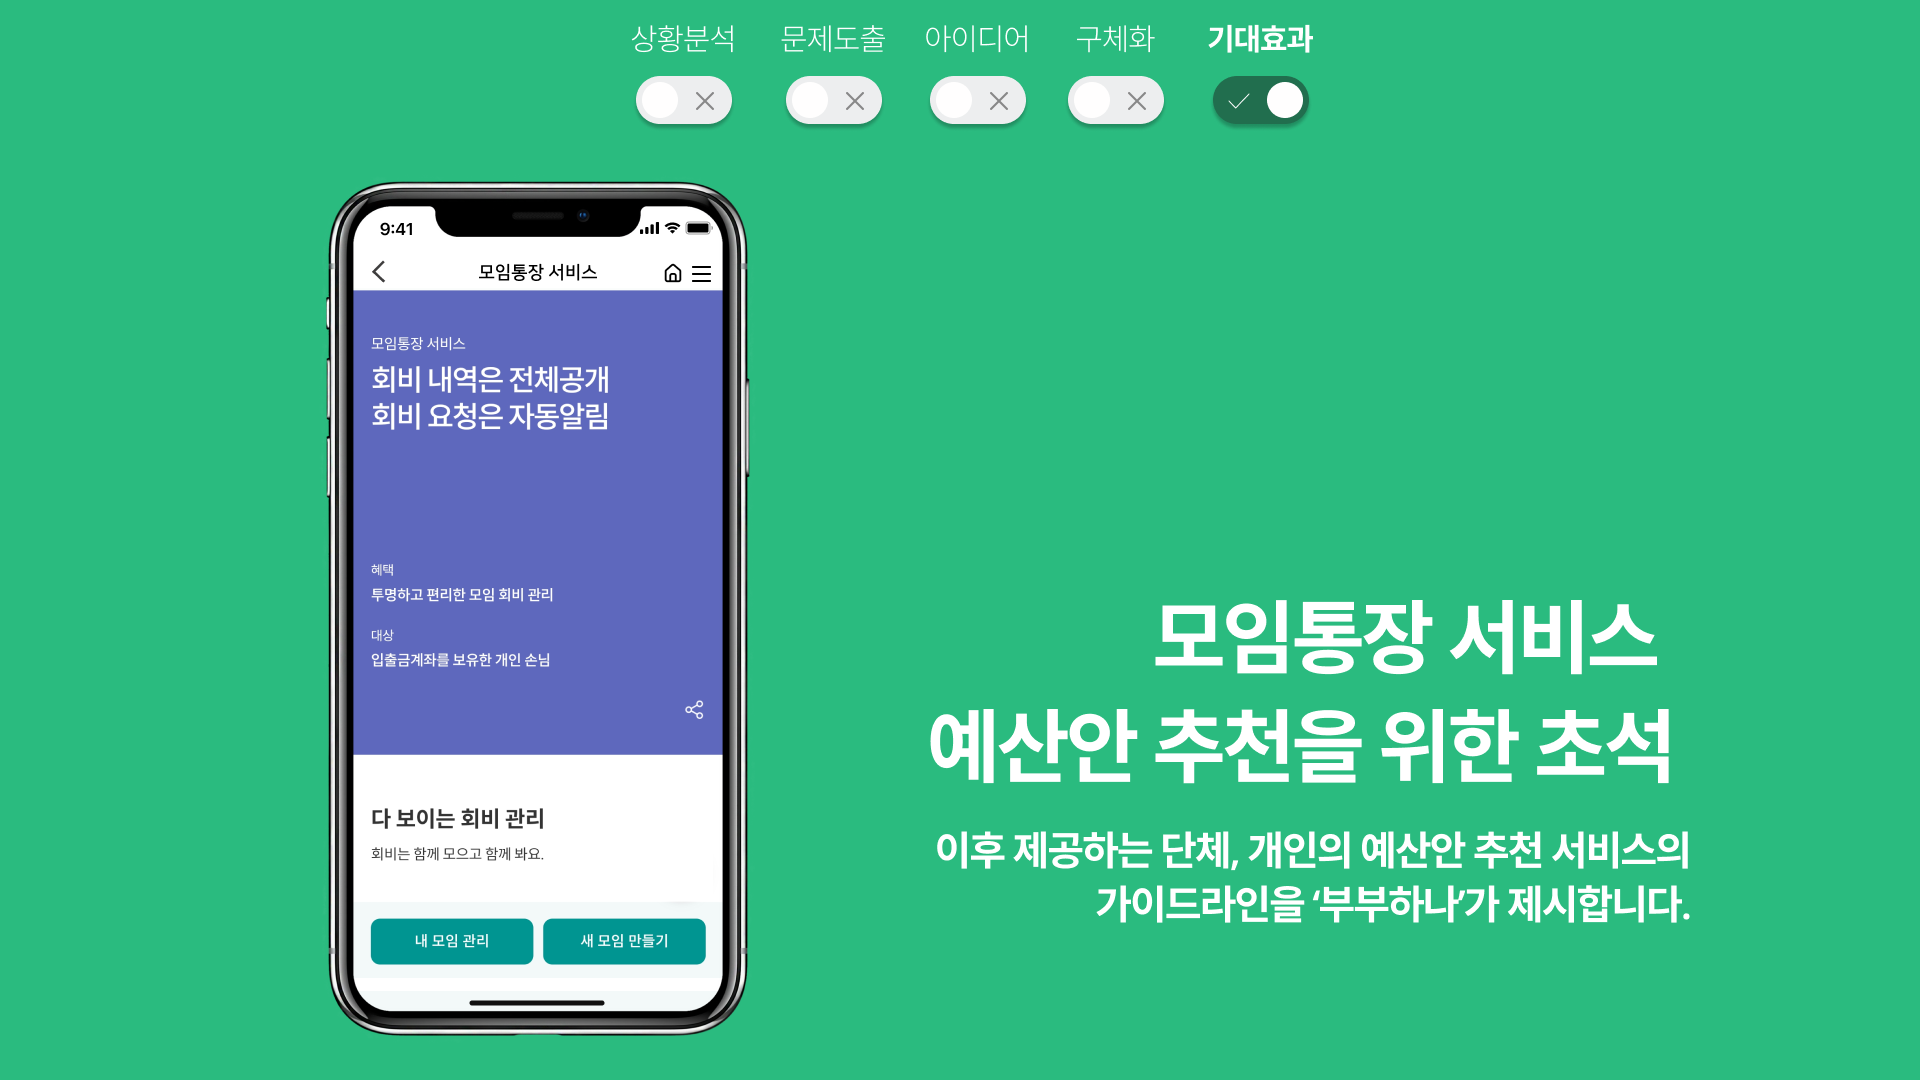 상황분석 문제도출 아이디어 구체화 기대효과
9:41
모임통장 서비스
모임통장 서비스
회비 내역은 전체공개
회비 요청은 자동알림
혜택
투명하고 편리한 모임 회비 관리
대상
입출금계좌를 보유한 개인 손님
다 보이는 회비 관리
회비는 함께 모으고 함께 봐요.
내 모임 관리 새 모임 만들기
모임통장 서비스
예산안 추천을 위한 초석
이후 제공하는 단체, 개인의 예산안 추천 서비스의
가이드라인을 ‘부부하나’가 제시합니다.